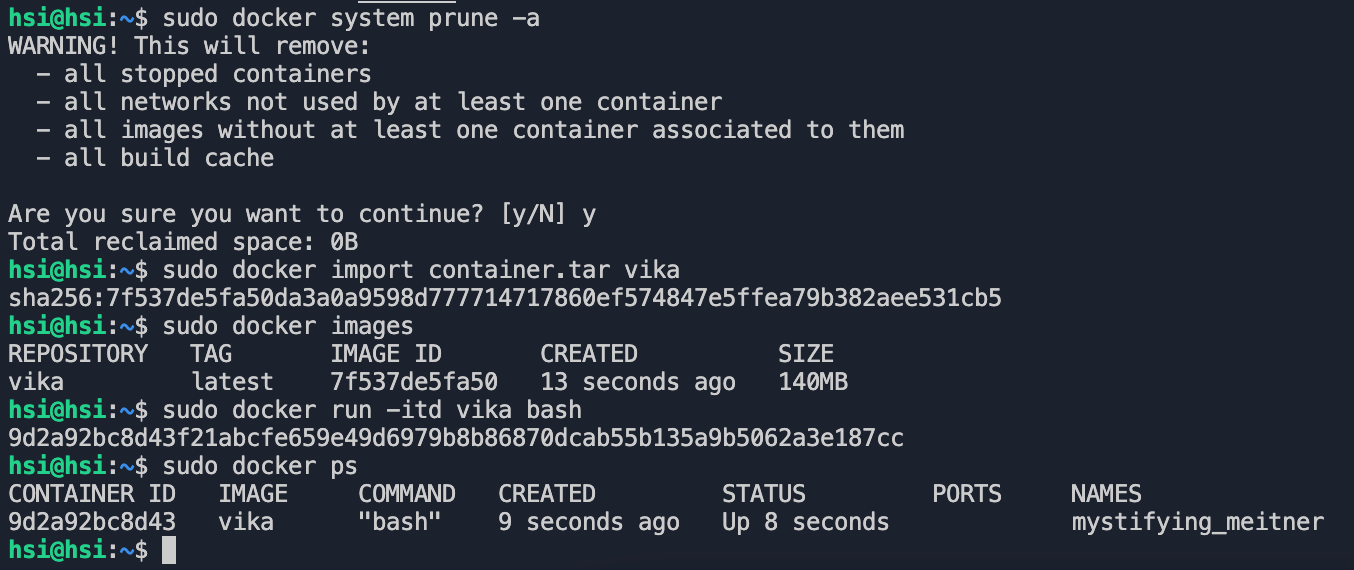 hsi@hsi:~$ sudo docker system prune -a
WARNING! This will remove:
  - all stopped containers
  - all networks not used by at least one container
  - all images without at least one container associated to them
  - all build cache

Are you sure you want to continue? [y/N] y
Total reclaimed space: 0B
hsi@hsi:~$ sudo docker import container.tar vika
sha256:7f537de5fa50da3a0a9598d777714717860ef574847e5ffea79b382aee531cb5
hsi@hsi:~$ sudo docker images
REPOSITORY   TAG       IMAGE ID       CREATED          SIZE
vika         latest    7f537de5fa50   13 seconds ago   140MB
hsi@hsi:~$ sudo docker run -itd vika bash
9d2a92bc8d43f21abcfe659e49d6979b8b86870dcab55b135a9b5062a3e187cc
hsi@hsi:~$ sudo docker ps
CONTAINER ID   IMAGE     COMMAND   CREATED         STATUS         PORTS     NAMES
9d2a92bc8d43   vika      "bash"    9 seconds ago   Up 8 seconds             mystifying_meitner
hsi@hsi:~$